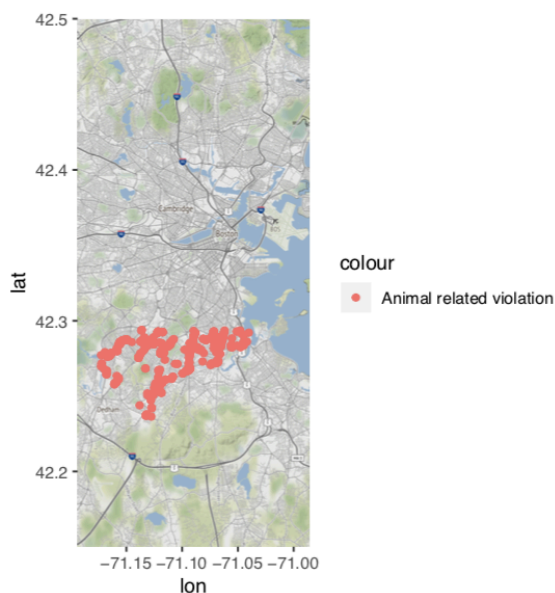 42.5
42.4
42.3
42.2
lat
Cambridge
Boston
Dedham
−71.15 −71.10 −71.05 −71.00
lon
colour
Animal related violation